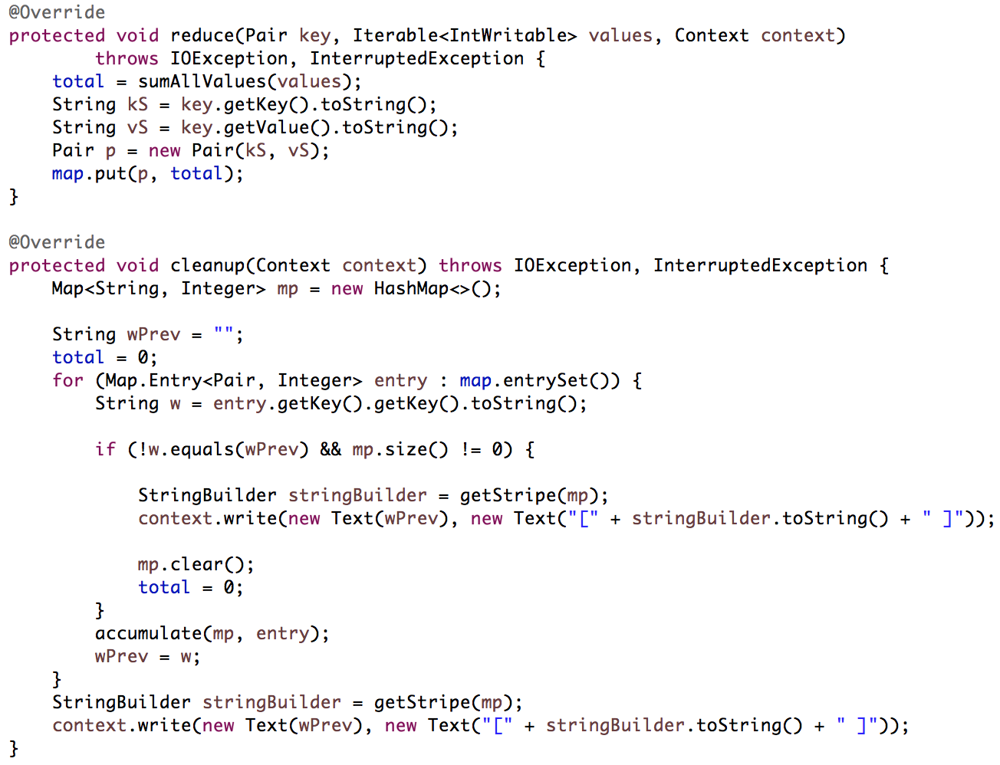 @Override
protected void reduce(Pair key, Iterable<IntWritable> values, Context context)
        throws IOException, InterruptedException {
    total = sumAllValues(values);
    String kS = key.getKey().toString();
    String vS = key.getValue().toString();
    Pair p = new Pair(kS, vS);
    map.put(p, total);
}

@Override
protected void cleanup(Context context) throws IOException, InterruptedException {
    Map<String, Integer> mp = new HashMap<>();

    String wPrev = "";
    total = 0;
    for (Map.Entry<Pair, Integer> entry : map.entrySet()) {
        String w = entry.getKey().getKey().toString();

        if (!w.equals(wPrev) && mp.size() != 0) {

            StringBuilder stringBuilder = getStripe(mp);
            context.write(new Text(wPrev), new Text("[" + stringBuilder.toString() + " ]"));

            mp.clear();
            total = 0;
        }
        accumulate(mp, entry);
        wPrev = w;
    }
    StringBuilder stringBuilder = getStripe(mp);
    context.write(new Text(wPrev), new Text("[" + stringBuilder.toString() + " ]"));
}